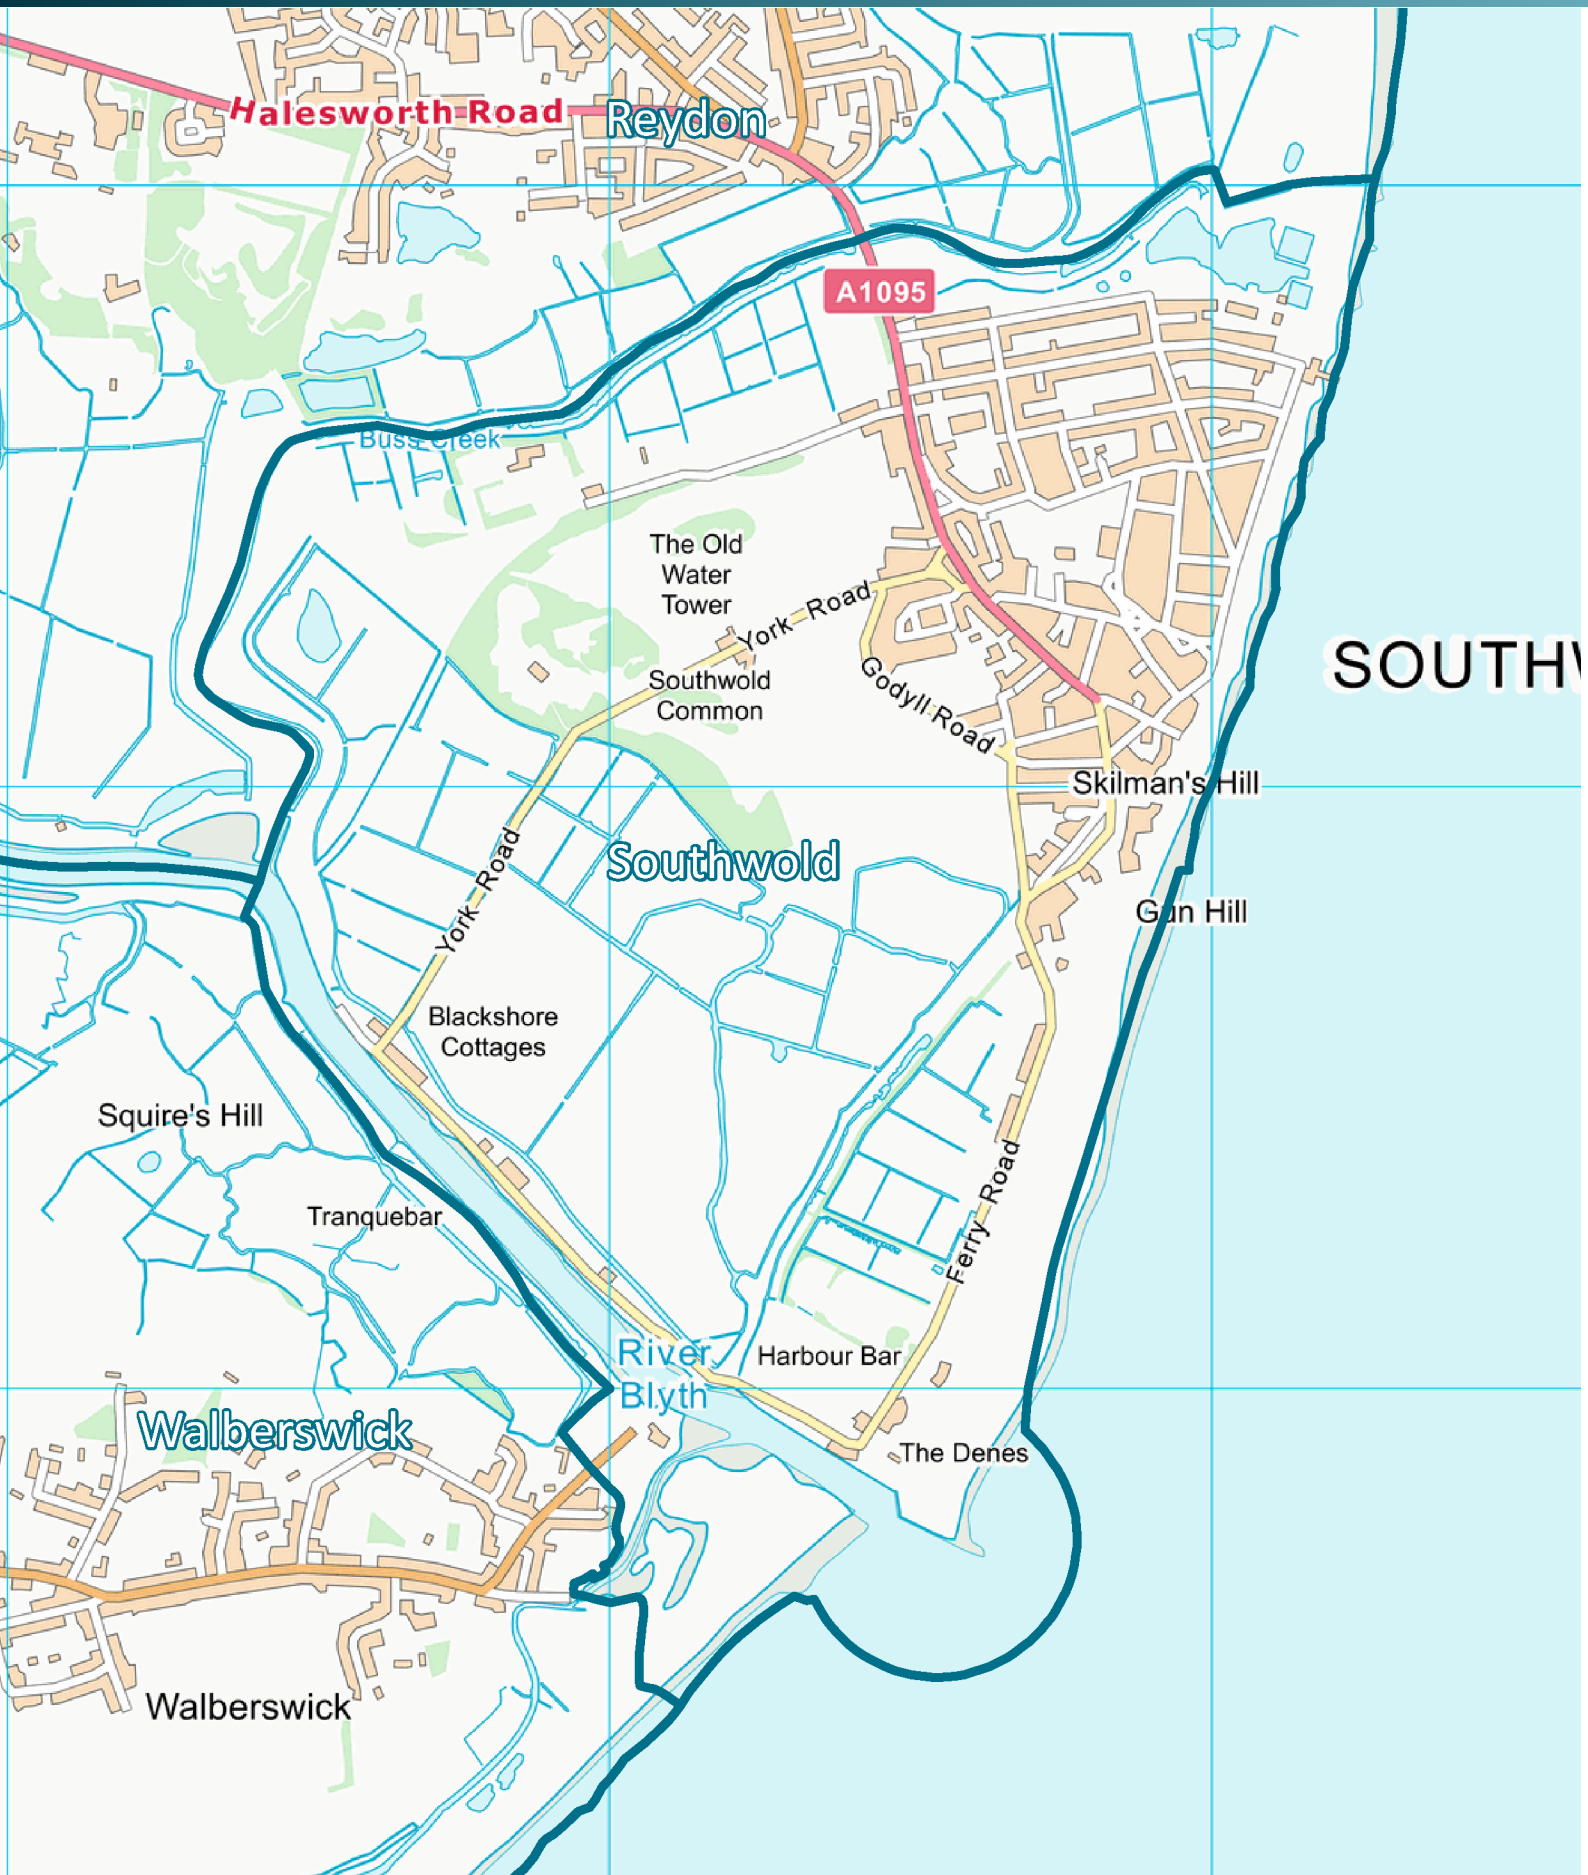 Halesworth Road
Reydon
A1095
Buss Creek
The Old
Water
Tower
York Road
Southwold
Common
Godyll Road
SOUTHW
Skilman's Hill
Southwold
York Road
Gun Hill
Blackshore
Cottages
Squire's Hill
Ferry Road
Tranquebar
River
Blyth
Harbour Bar
Walberswick
The Denes
Walberswick